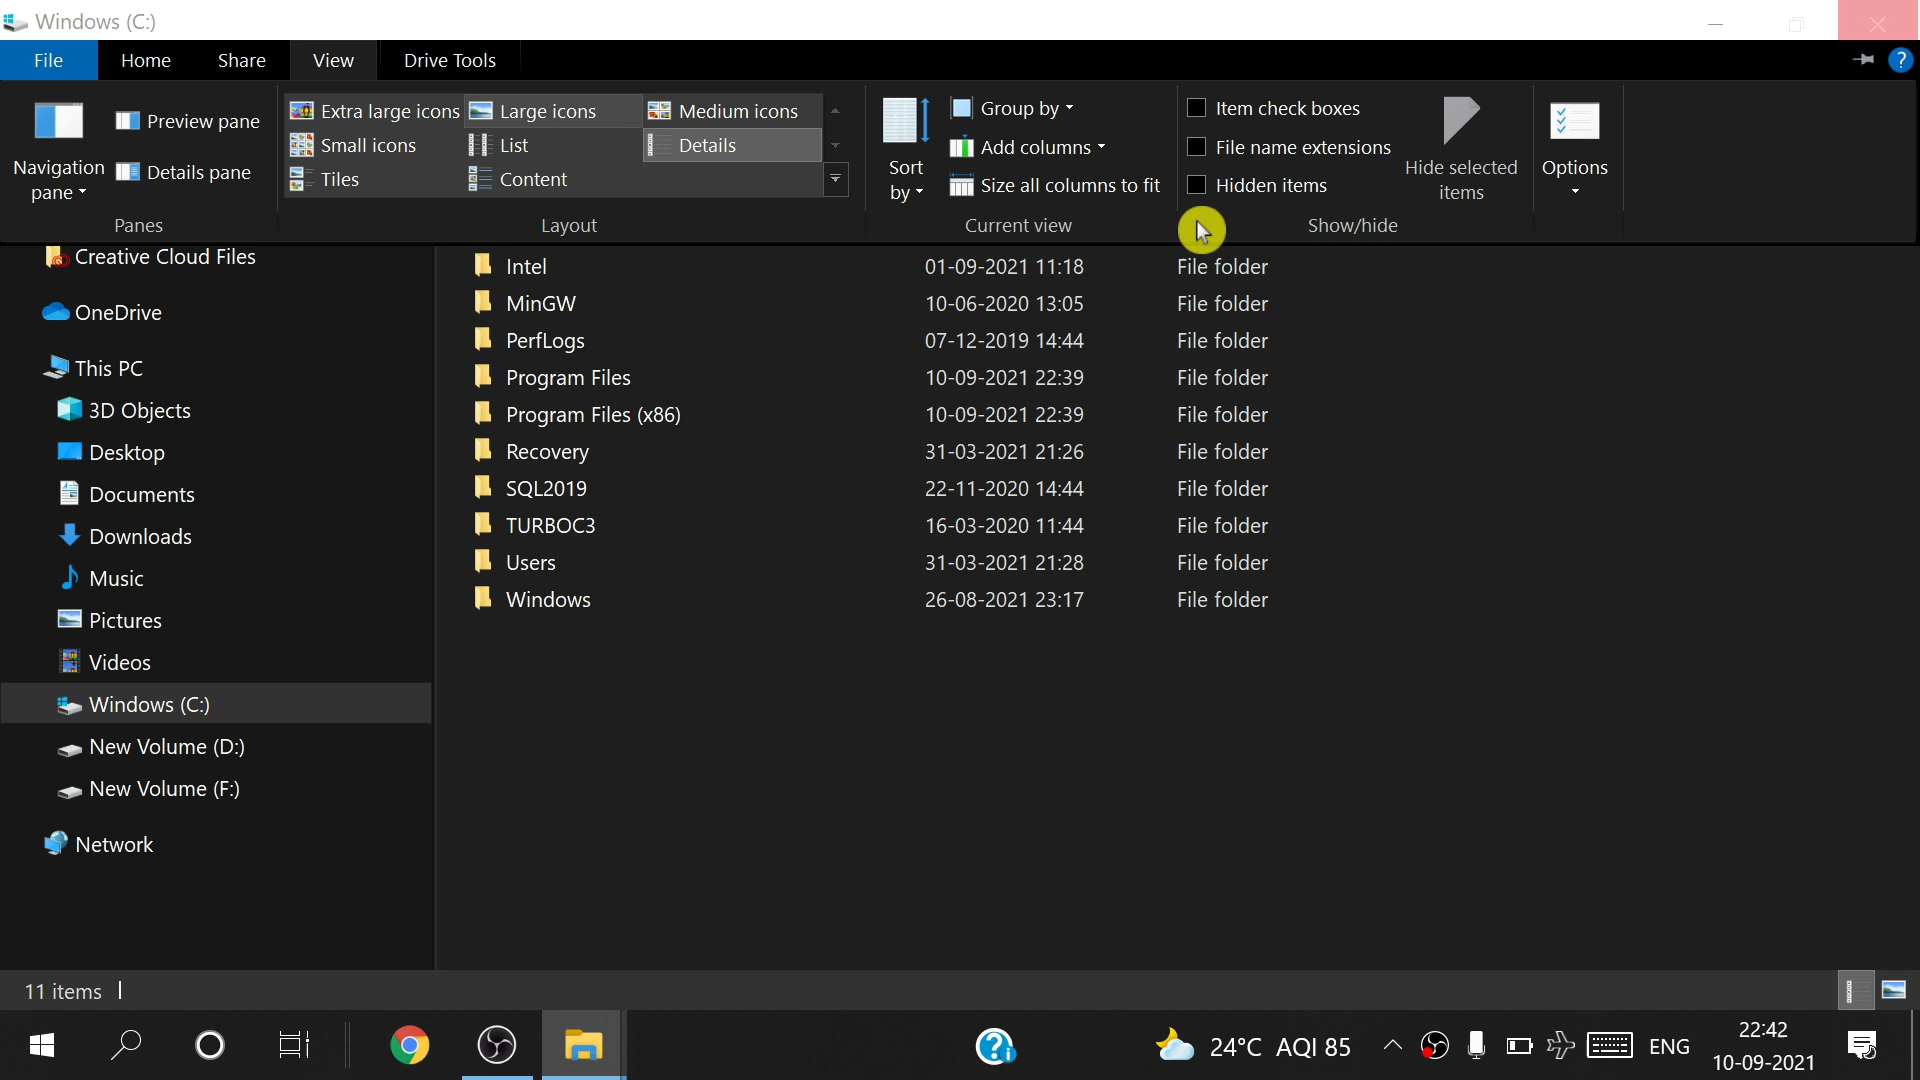 Windows (C:)
File Home Share View Drive Tools
Navigation pane
Preview pane
Details pane
Panes
Extra large icons Large icons Medium icons
Small icons List Details
Tiles Content
Layout
Sort by
Group by
Add columns
Size all columns to fit
Current view
Item check boxes
File name extensions
Hidden items
Hide selected items
Show/hide
Options
Creative Cloud Files
OneDrive
This PC
3D Objects
Desktop
Documents
Downloads
Music
Pictures
Videos
Windows (C:)
New Volume (D:)
New Volume (F:)
Network
Intel 01-09-2021 11:18 File folder
MinGW 10-06-2020 13:05 File folder
PerfLogs 07-12-2019 14:44 File folder
Program Files 10-09-2021 22:39 File folder
Program Files (x86) 10-09-2021 22:39 File folder
Recovery 31-03-2021 21:26 File folder
SQL2019 22-11-2020 14:44 File folder
TURBOC3 16-03-2020 11:44 File folder
Users 31-03-2021 21:28 File folder
Windows 26-08-2021 23:17 File folder
11 items
24°C AQI 85 ENG
22:42
10-09-2021